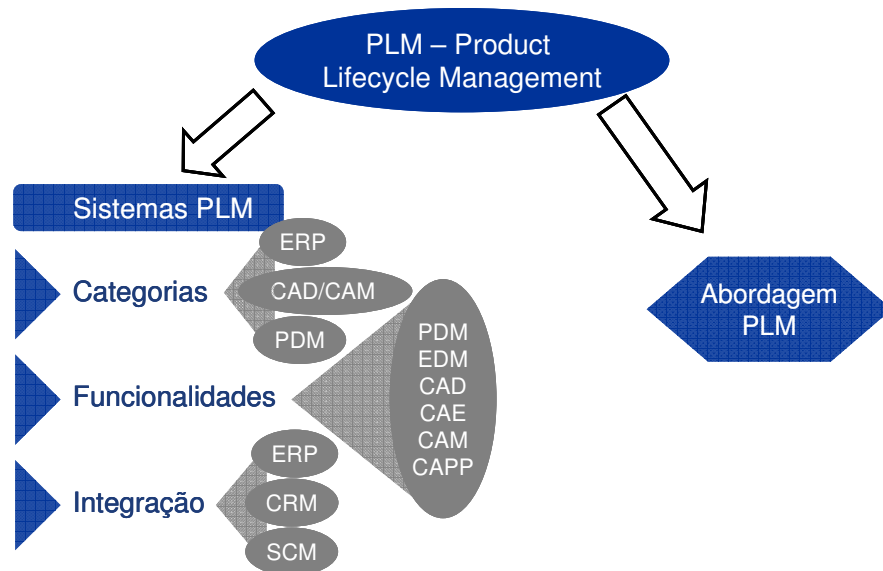 PLM – Product
Lifecycle Management
Sistemas PLM
ERP
Categorias
CAD/CAM
PDM
Abordagem
PLM
PDM
EDM
CAD
CAE
CAM
CAPP
Funcionalidades
ERP
Integração
CRM
SCM